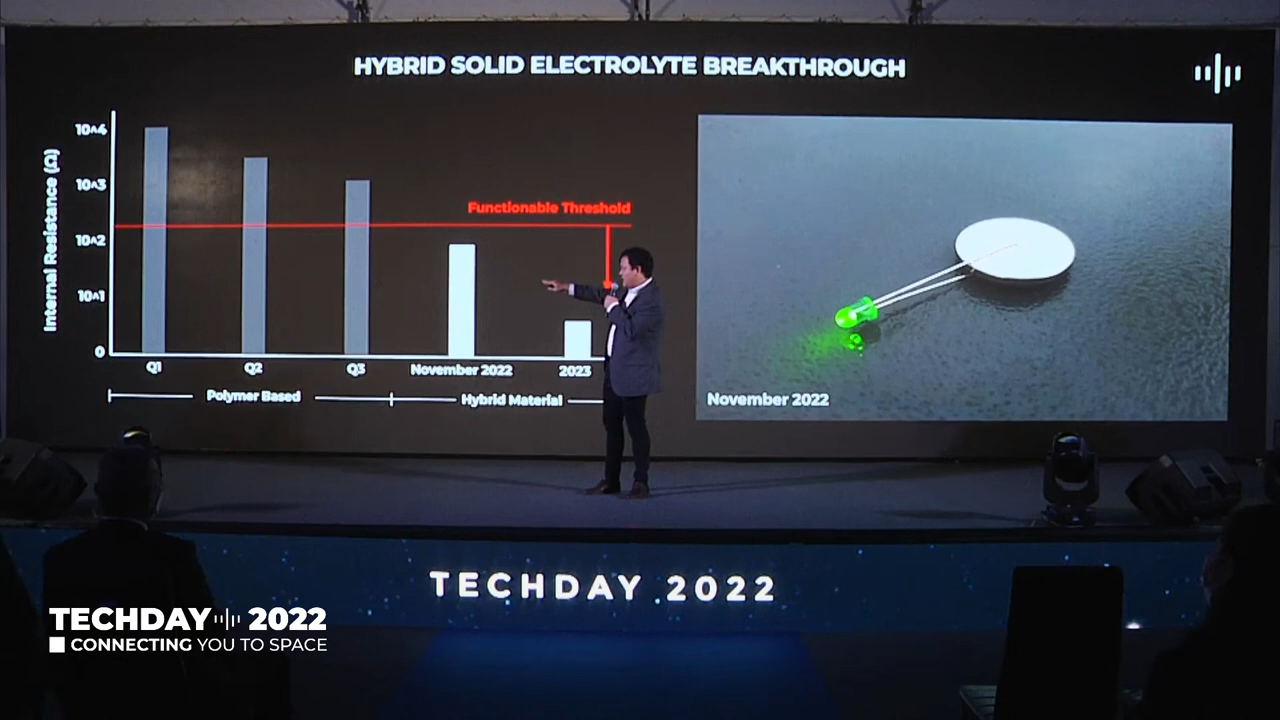 HYBRID SOLID ELECTROLYTE BREAKTHROUGH
Internal Resistance (Ω)
10^4
10^3
10^2
10^1
0
Functionable Threshold
Q1
Q2
Q3
November 2022
2023
Polymer Based
Hybrid Material
November 2022
TECHDAY 2022
TECHDAY 2022
CONNECTING YOU TO SPACE